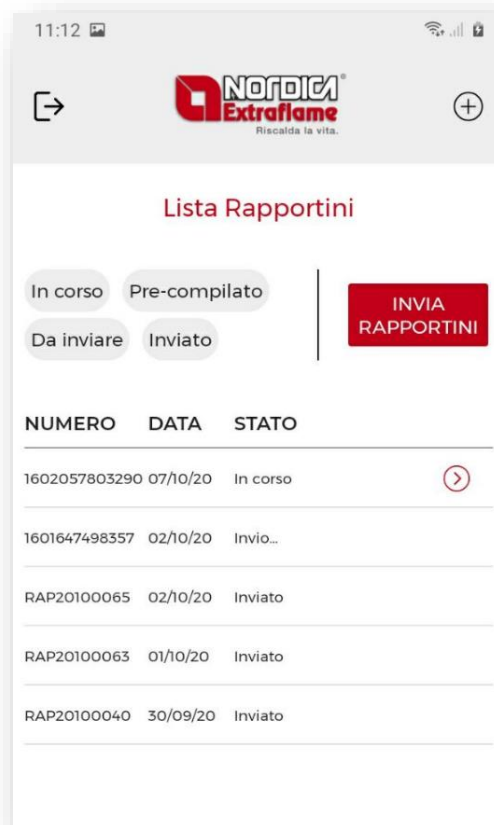 11:12
NORDICA®
Extraflame
Riscalda la vita.
Lista Rapportini
In corso Pre-compilato
Da inviare Inviato
INVIA
RAPPORTINI
NUMERO DATA STATO
1602057803290 07/10/20 In corso
1601647498357 02/10/20 Invio...
RAP20100065 02/10/20 Inviato
RAP20100063 01/10/20 Inviato
RAP20100040 30/09/20 Inviato